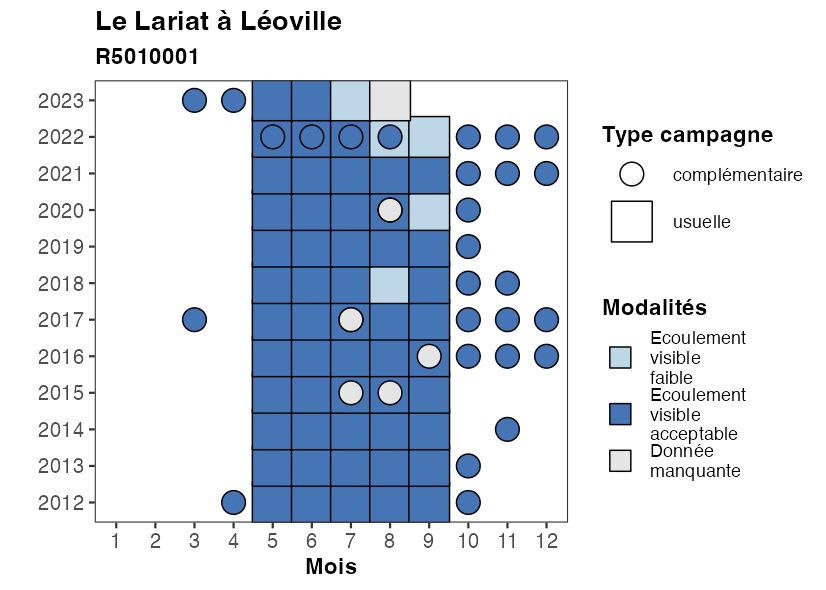 Le Lariat à Léoville
R5010001
2023
2022
2021
2020
2019
2018
2017
2016
2015
2014
2013
2012
1 2 3 4 5 6 7 8 9 10 11 12
Mois
Type campagne
complémentaire
usuelle
Modalités
Ecoulement
visible
faible
Ecoulement
visible
acceptable
Donnée
manquante